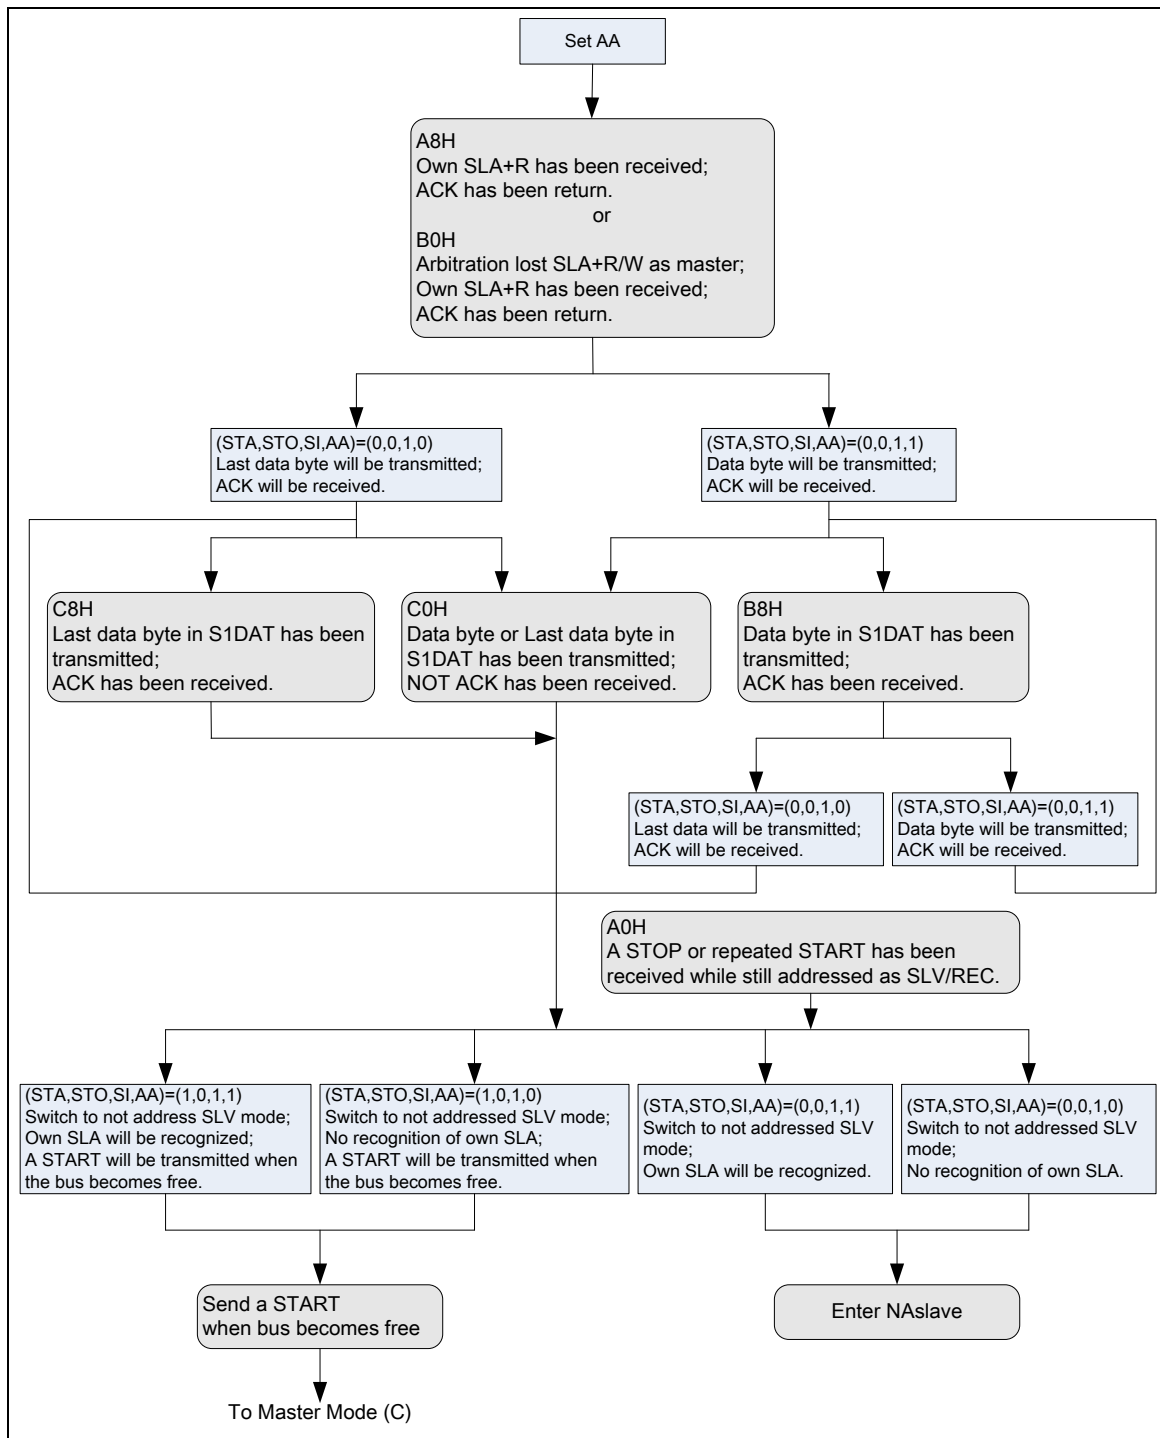 Set AA
A8H
Own SLA+R has been received;
ACK has been return.
or
B0H
Arbitration lost SLA+R/W as master;
Own SLA+R has been received;
ACK has been return.
(STA,STO,SI,AA)=(0,0,1,0)
Last data byte will be transmitted;
ACK will be received.
(STA,STO,SI,AA)=(0,0,1,1)
Data byte will be transmitted;
ACK will be received.
C8H
Last data byte in S1DAT has been
transmitted;
ACK has been received.
C0H
Data byte or Last data byte in
S1DAT has been transmitted;
NOT ACK has been received.
B8H
Data byte in S1DAT has been
transmitted;
ACK has been received.
(STA,STO,SI,AA)=(0,0,1,0)
Last data will be transmitted;
ACK will be received.
(STA,STO,SI,AA)=(0,0,1,1)
Data byte will be transmitted;
ACK will be received.
A0H
A STOP or repeated START has been
received while still addressed as SLV/REC.
(STA,STO,SI,AA)=(1,0,1,1)
Switch to not address SLV mode;
Own SLA will be recognized;
A START will be transmitted when
the bus becomes free.
(STA,STO,SI,AA)=(1,0,1,0)
Switch to not addressed SLV mode;
No recognition of own SLA;
A START will be transmitted when
the bus becomes free.
(STA,STO,SI,AA)=(0,0,1,1)
Switch to not addressed SLV
mode;
Own SLA will be recognized.
(STA,STO,SI,AA)=(0,0,1,0)
Switch to not addressed SLV
mode;
No recognition of own SLA.
Send a START
when bus becomes free
Enter NAslave
To Master Mode (C)